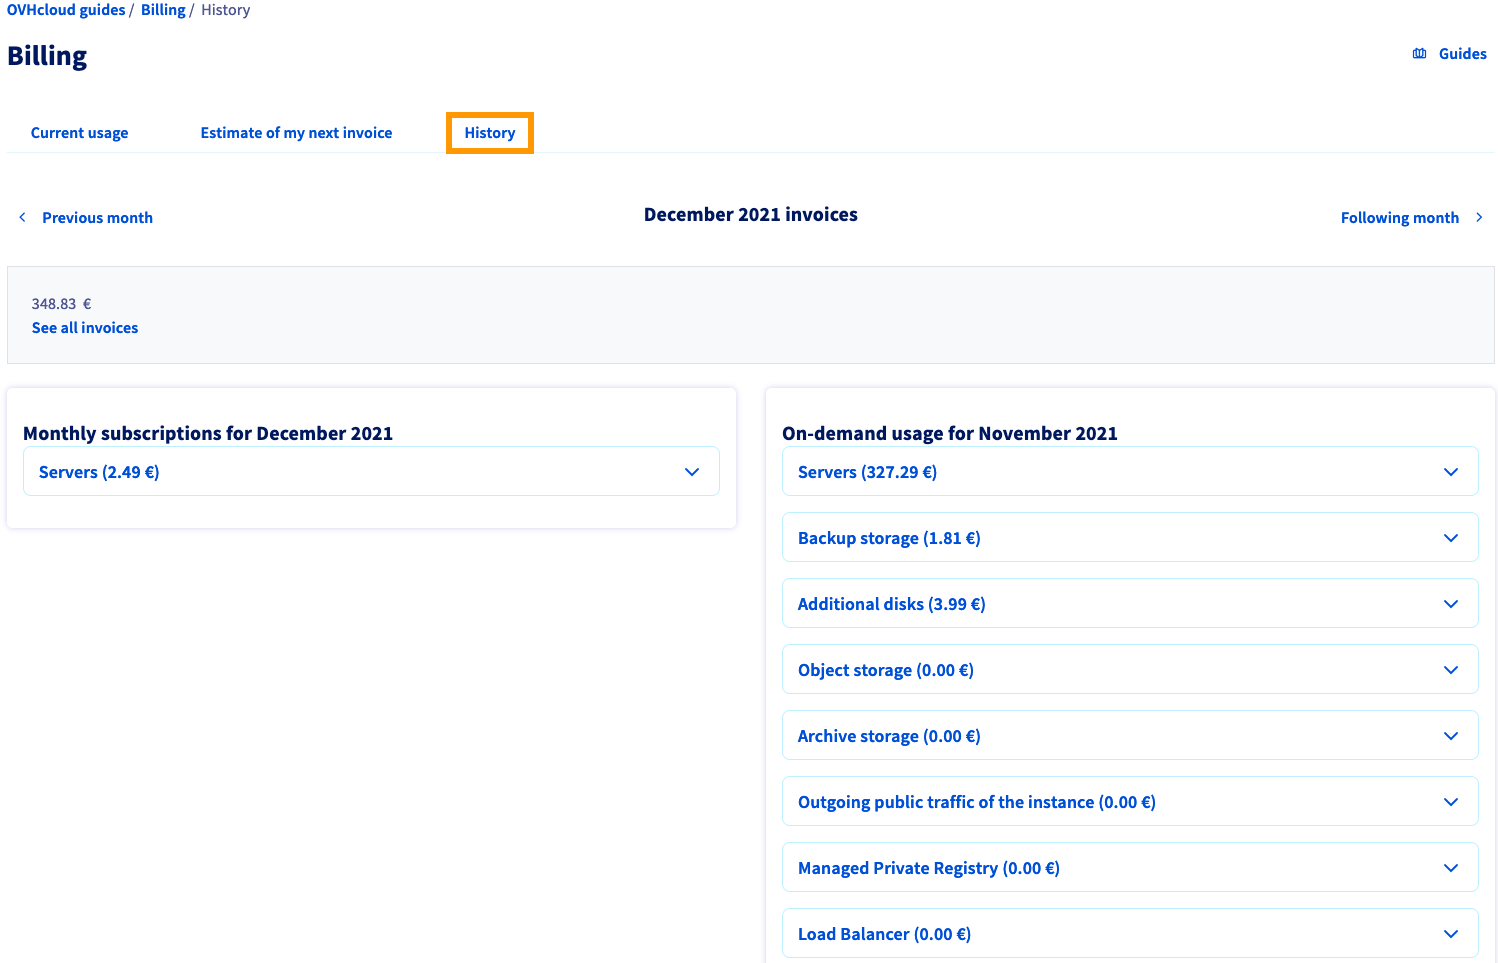 OVHcloud guides / Billing / History
Billing
Guides
Current usage
Estimate of my next invoice
History
Previous month
December 2021 invoices
Following month
348.83 €
See all invoices
Monthly subscriptions for December 2021
Servers (2.49 €)
On-demand usage for November 2021
Servers (327.29 €)
Backup storage (1.81 €)
Additional disks (3.99 €)
Object storage (0.00 €)
Archive storage (0.00 €)
Outgoing public traffic of the instance (0.00 €)
Managed Private Registry (0.00 €)
Load Balancer (0.00 €)